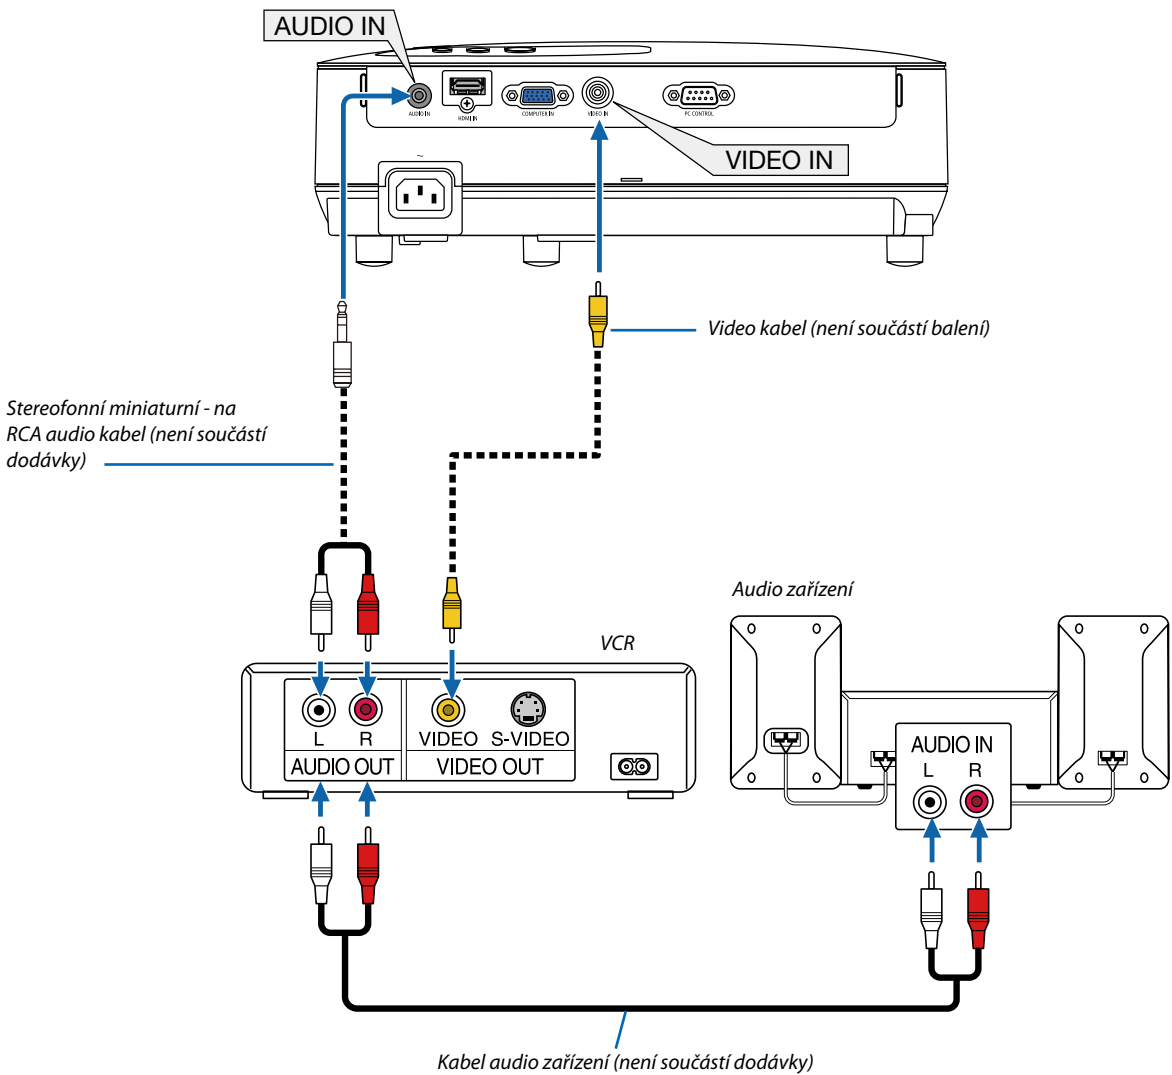 AUDIO IN
AUDIO IN
HDMI IN
COMPUTER IN
VIDEO IN
PC CONTROL
VIDEO IN
~
Video kabel (není součástí balení)
Stereofonní miniaturní - na
RCA audio kabel (není součástí
dodávky)
Audio zařízení
VCR
L R
VIDEO S-VIDEO
AUDIO OUT
VIDEO OUT
AUDIO IN
L R
Kabel audio zařízení (není součástí dodávky)